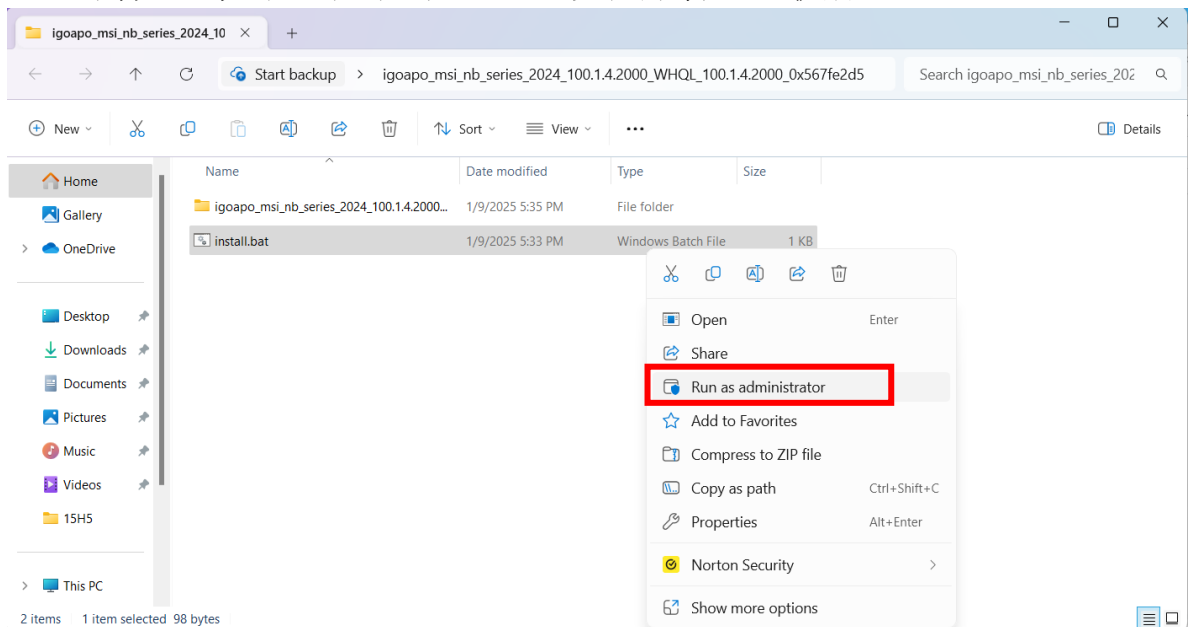 igoapo_msi_nb_series_2024_10
Start backup > igoapo_msi_nb_series_2024_100.1.4.2000_WHQL_100.1.4.2000_0x567fe2d5
Search igoapo_msi_nb_series_202
New
Sort
View
Details
Name Date modified Type Size
igoapo_msi_nb_series_2024_100.1.4.2000... 1/9/2025 5:35 PM File folder
install.bat 1/9/2025 5:33 PM Windows Batch File 1 KB
Home
Gallery
OneDrive
Desktop
Downloads
Documents
Pictures
Music
Videos
15H5
This PC
Open Enter
Share
Run as administrator
Add to Favorites
Compress to ZIP file
Copy as path Ctrl+Shift+C
Properties Alt+Enter
Norton Security
Show more options
2 items 1 item selected 98 bytes